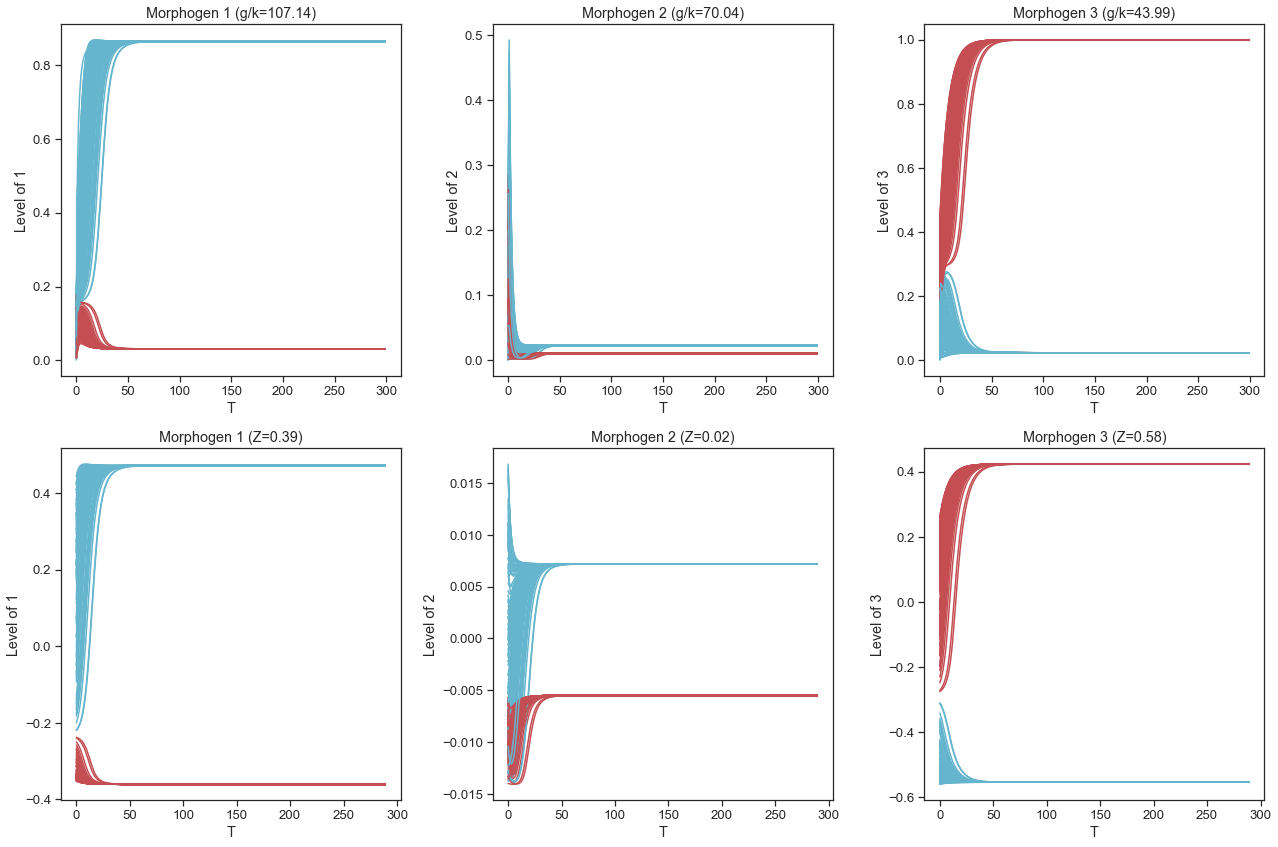 Morphogen 1 (g/k=107.14)
Level of 1
0.8
0.6
0.4
0.2
0.0
0 50 100 150 200 250 300
T
Morphogen 2 (g/k=70.04)
Level of 2
0.5
0.4
0.3
0.2
0.1
0.0
0 50 100 150 200 250 300
T
Morphogen 3 (g/k=43.99)
Level of 3
1.0
0.8
0.6
0.4
0.2
0.0
0 50 100 150 200 250 300
T
Morphogen 1 (Z=0.39)
Level of 1
0.4
0.2
0.0
−0.2
−0.4
0 50 100 150 200 250 300
T
Morphogen 2 (Z=0.02)
Level of 2
0.015
0.010
0.005
0.000
−0.005
−0.010
−0.015
0 50 100 150 200 250 300
T
Morphogen 3 (Z=0.58)
Level of 3
0.4
0.2
0.0
−0.2
−0.4
−0.6
0 50 100 150 200 250 300
T